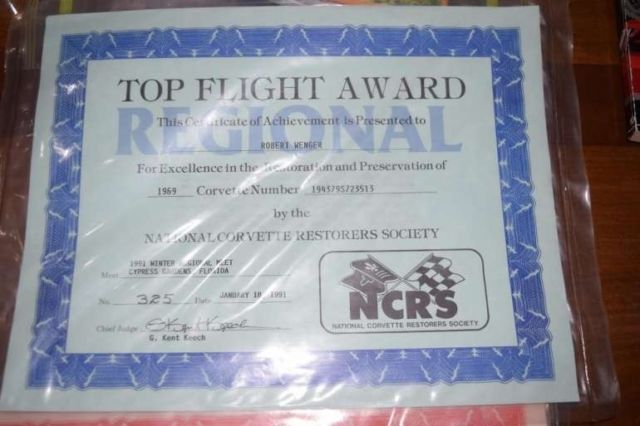 TOP FLIGHT AWARD
REGIONAL
This Certificate of Achievement is Presented to
ROBERT WENGER
For Excellence in the Restoration and Preservation of
1969 Corvette Number 194379S723513
by the
NATIONAL CORVETTE RESTORERS SOCIETY
1991 WINTER REGIONAL MEET
Meet CYPRESS GARDENS, FLORIDA
No. 325 Date JANUARY 18, 1991
Chief Judge
G. Kent Keech
NCRS
NATIONAL CORVETTE RESTORERS SOCIETY